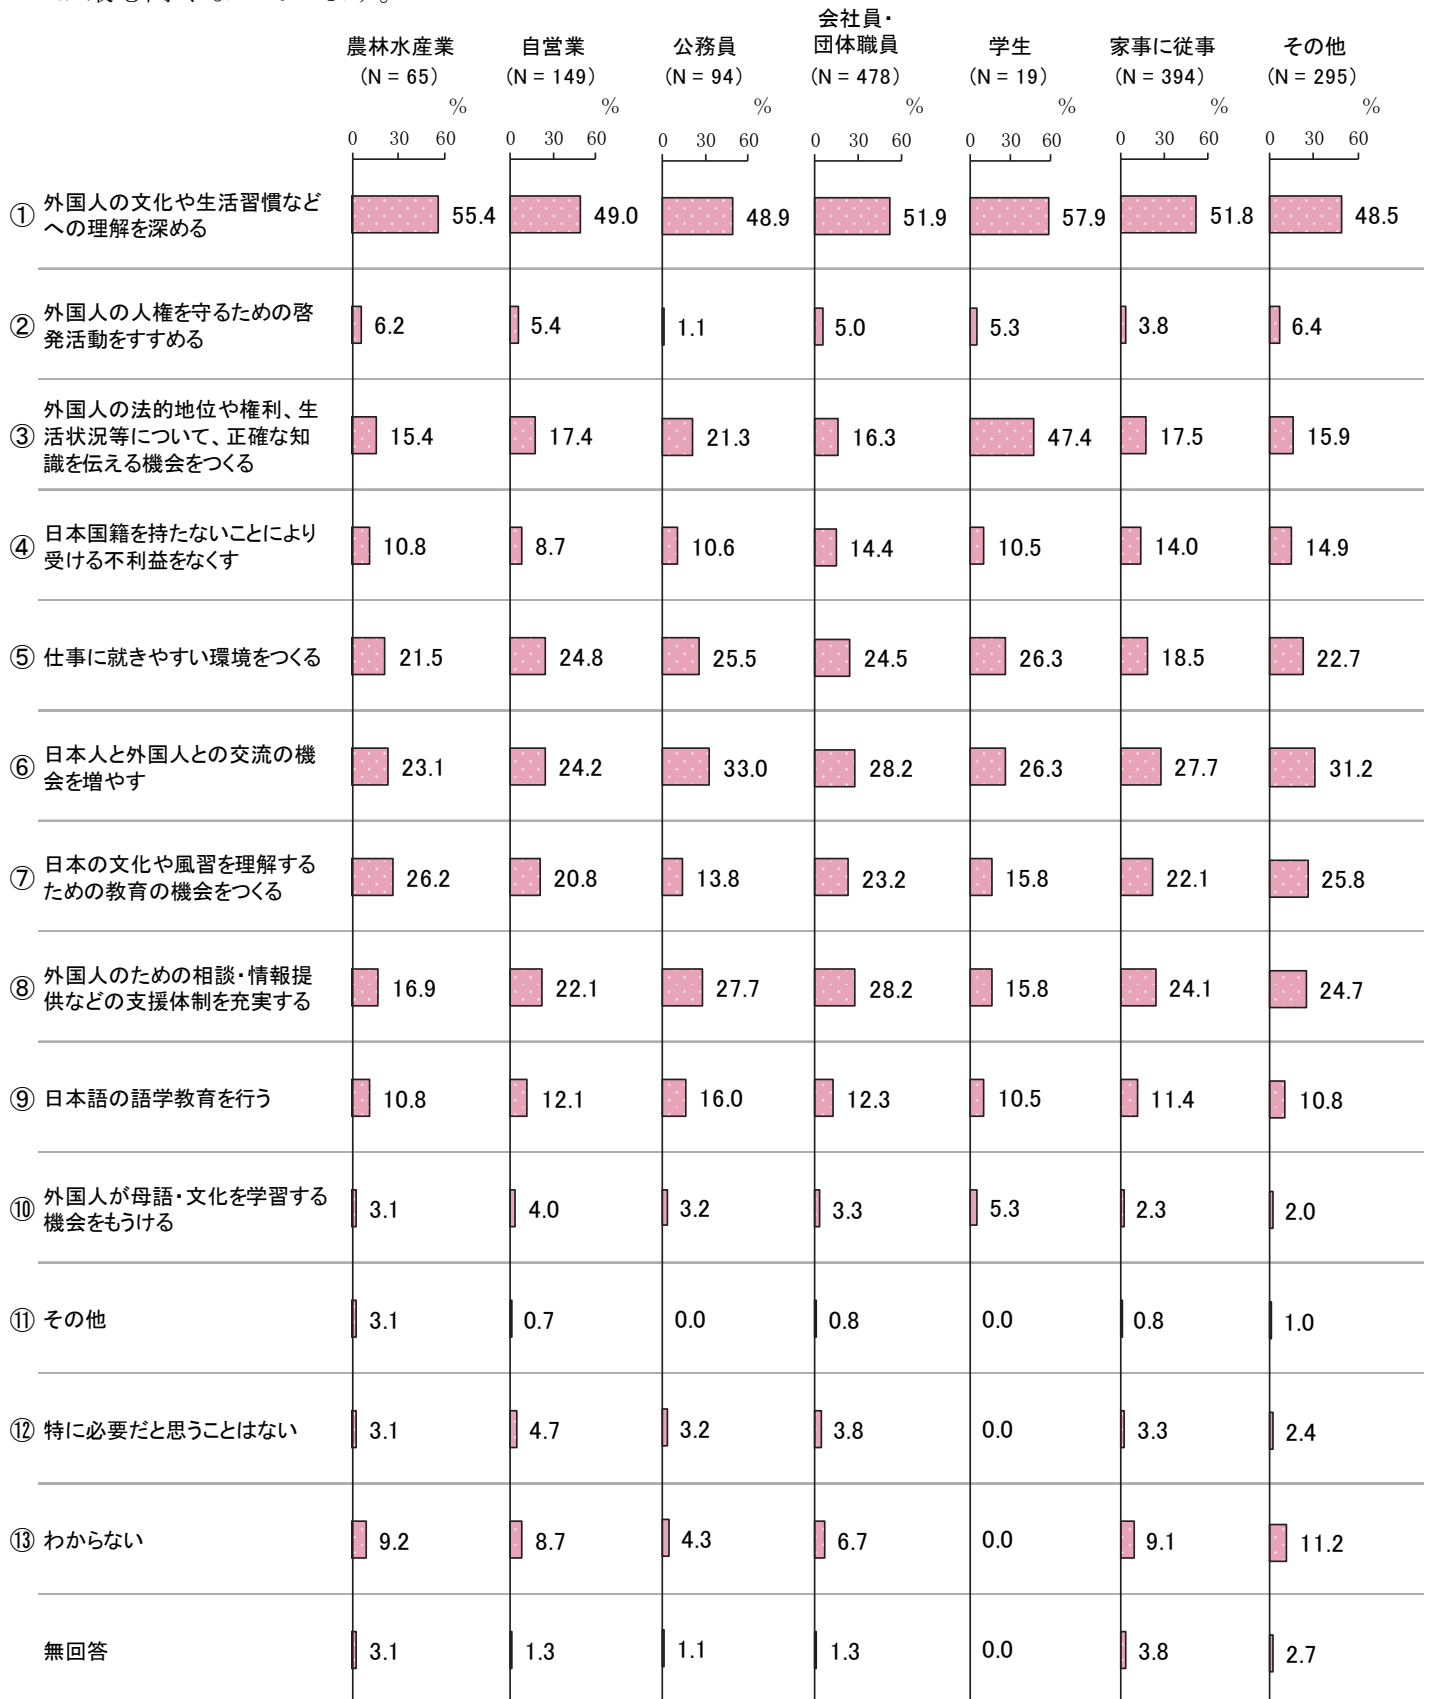 農林水産業 自営業 公務員 会社員・団体職員 学生 家事に従事 その他
(N = 65) (N = 149) (N = 94) (N = 478) (N = 19) (N = 394) (N = 295)
% % % % % % %
0 30 60 0 30 60 0 30 60 0 30 60 0 30 60 0 30 60 0 30 60
① 外国人の文化や生活習慣など
への理解を深める
55.4 49.0 48.9 51.9 57.9 51.8 48.5
② 外国人の人権を守るための啓
発活動をすすめる
6.2 5.4 1.1 5.0 5.3 3.8 6.4
③ 外国人の法的地位や権利、生
活状況等について、正確な知
識を伝える機会をつくる
15.4 17.4 21.3 16.3 47.4 17.5 15.9
④ 日本国籍を持たないことにより
受ける不利益をなくす
10.8 8.7 10.6 14.4 10.5 14.0 14.9
⑤ 仕事に就きやすい環境をつくる
21.5 24.8 25.5 24.5 26.3 18.5 22.7
⑥ 日本人と外国人との交流の機
会を増やす
23.1 24.2 33.0 28.2 26.3 27.7 31.2
⑦ 日本の文化や風習を理解する
ための教育の機会をつくる
26.2 20.8 13.8 23.2 15.8 22.1 25.8
⑧ 外国人のための相談・情報提
供などの支援体制を充実する
16.9 22.1 27.7 28.2 15.8 24.1 24.7
⑨ 日本語の語学教育を行う
10.8 12.1 16.0 12.3 10.5 11.4 10.8
⑩ 外国人が母語・文化を学習する
機会をもうける
3.1 4.0 3.2 3.3 5.3 2.3 2.0
⑪ その他
3.1 0.7 0.0 0.8 0.0 0.8 1.0
⑫ 特に必要だと思うことはない
3.1 4.7 3.2 3.8 0.0 3.3 2.4
⑬ わからない
9.2 8.7 4.3 6.7 0.0 9.1 11.2
無回答
3.1 1.3 1.1 1.3 0.0 3.8 2.7